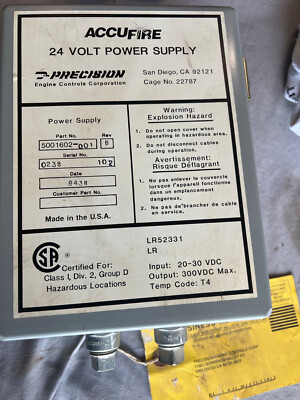 ACCUFIRE
24 VOLT POWER SUPPLY
PRECISION
Engine Controls Corporation
San Diego, CA 92121
Cage No. 22787
Power Supply
Part No.
Rev
5001602-001
B
Serial No.
0238
102
Date
9438
Customer Part No.
Made in the U.S.A.
Warning:
Explosion Hazard
1. Do not open cover when
operating in hazardous area.
2. Do not disconnect cables
during operation.
Avertissement:
Risque Déflagrant
1. Ne pas enlever le couvercle
lorsque l'appareil fonctionne
dans un emplacement
dangereux.
2. Ne pas de'brancher de cable
en service.
CSA
Certified For:
Class I, Div. 2, Group D
Hazardous Locations
LR52331
LR
Input: 20-30 VDC
Output: 300VDC Max.
Temp Code: T4